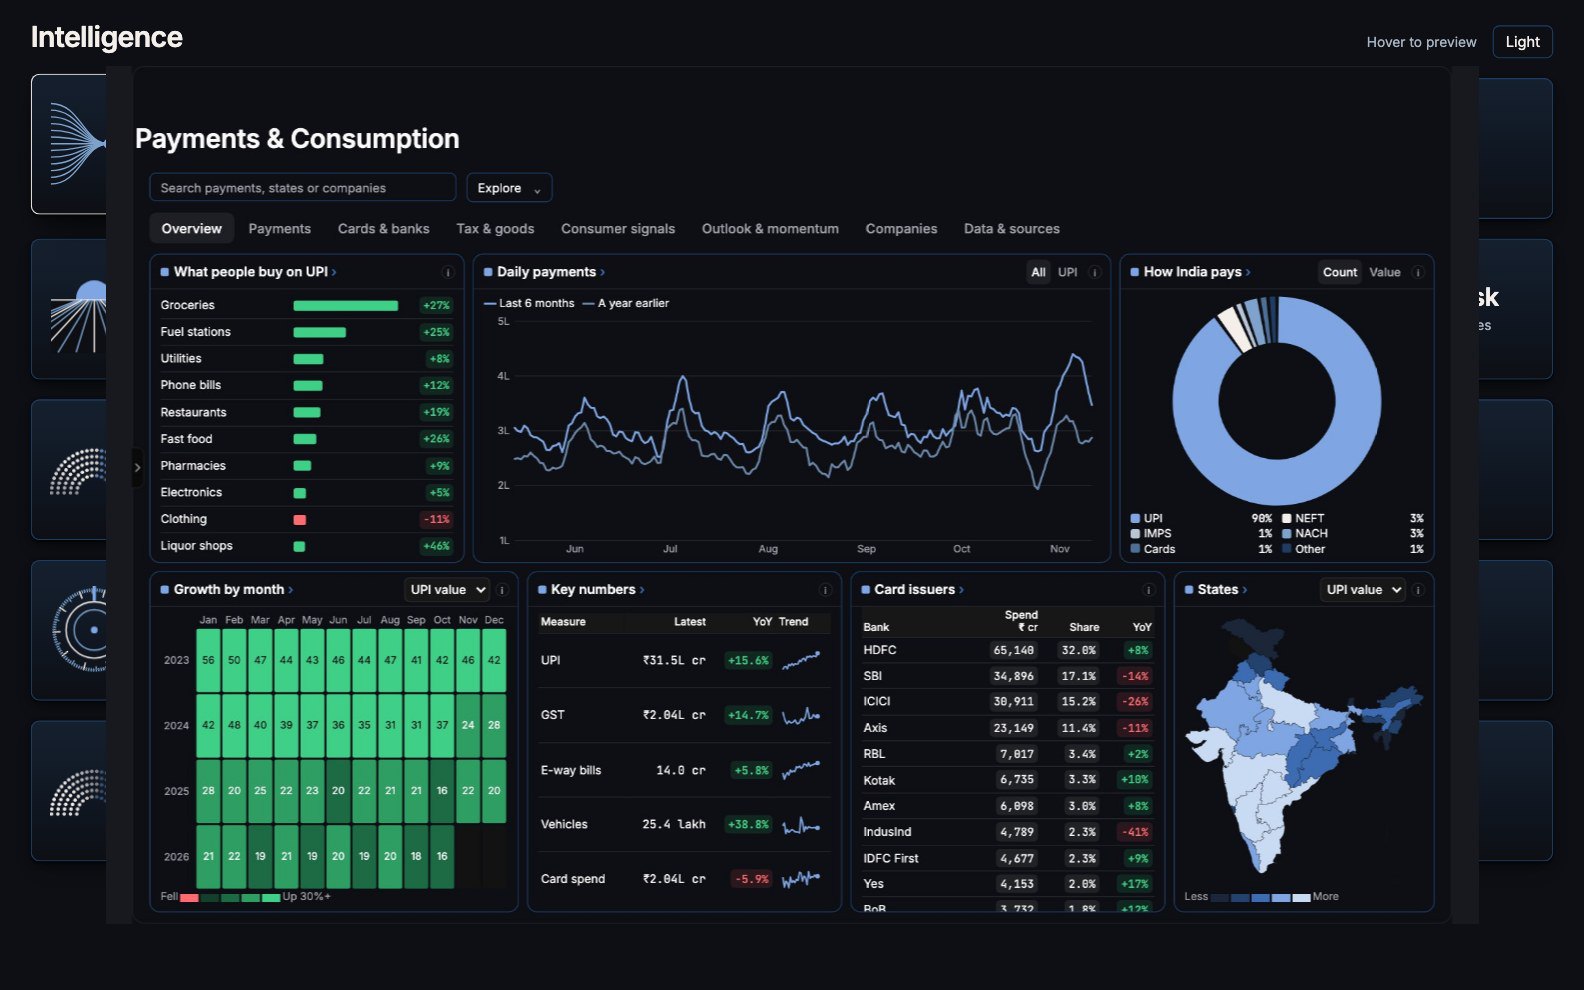 Intelligence
Hover to preview
Light
Payments & Consumption
Search payments, states or companies
Explore
Overview Payments Cards & banks Tax & goods Consumer signals Outlook & momentum Companies Data & sources
What people buy on UPI ›
Groceries +27%
Fuel stations +25%
Utilities +8%
Phone bills +12%
Restaurants +19%
Fast food +26%
Pharmacies +9%
Electronics +5%
Clothing -11%
Liquor shops +46%
Daily payments ›
All UPI
Last 6 months A year earlier
5L
4L
3L
2L
1L
Jun Jul Aug Sep Oct Nov
How India pays ›
Count Value
UPI 90% NEFT 3%
IMPS 1% NACH 3%
Cards 1% Other 1%
sk
es
Growth by month ›
UPI value
Jan Feb Mar Apr May Jun Jul Aug Sep Oct Nov Dec
2023 56 50 47 44 43 46 44 47 41 42 46 42
2024 42 48 40 39 37 36 35 31 31 37 24 28
2025 28 20 25 22 23 20 22 21 21 16 22 20
2026 21 22 19 21 19 20 19 20 18 16
Fell Up 30%+
Key numbers ›
Measure Latest YoY Trend
UPI ₹31.5L cr +15.6%
GST ₹2.04L cr +14.7%
E-way bills 14.0 cr +5.8%
Vehicles 25.4 lakh +38.8%
Card spend ₹2.04L cr -5.9%
Card issuers ›
Bank Spend ₹ cr Share YoY
HDFC 65,140 32.0% +8%
SBI 34,896 17.1% -14%
ICICI 30,911 15.2% -26%
Axis 23,149 11.4% -11%
RBL 7,017 3.4% +2%
Kotak 6,735 3.3% +10%
Amex 6,098 3.0% +8%
IndusInd 4,789 2.3% -41%
IDFC First 4,677 2.3% +9%
Yes 4,153 2.0% +17%
BoB 3,732 1.8% +12%
States ›
UPI value
Less More